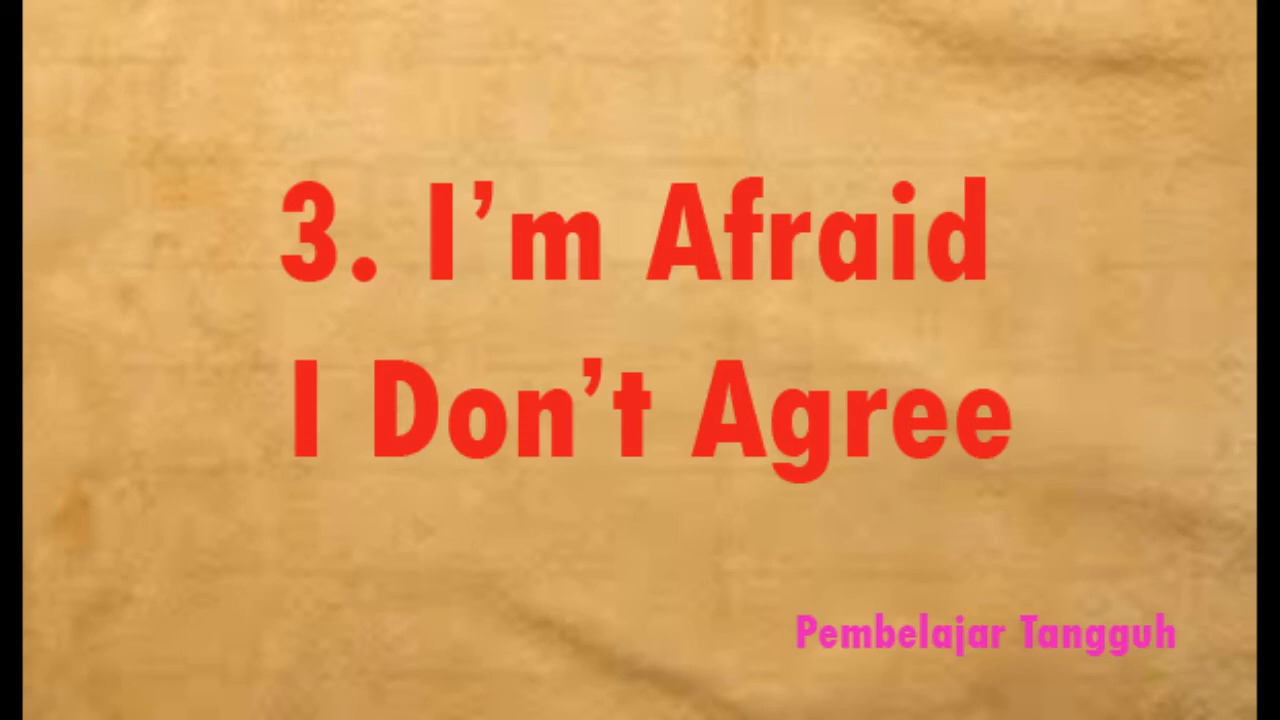 3. I’m Afraid
I Don’t Agree
Pembelajar Tangguh